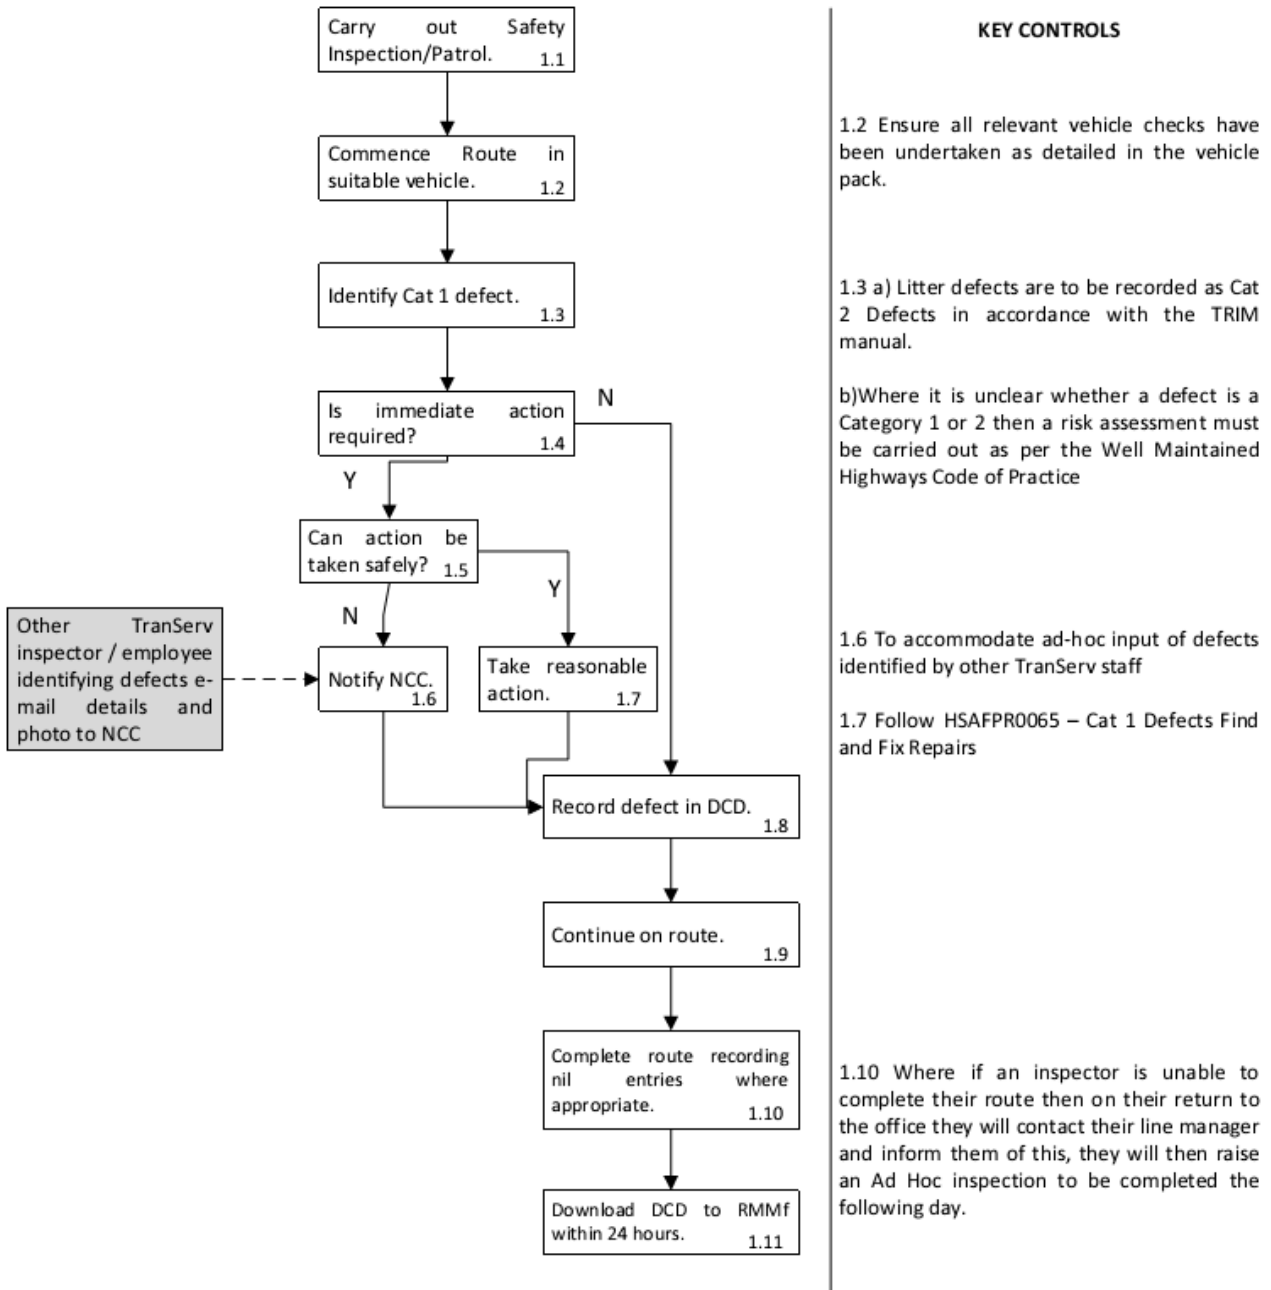 Carry out Safety
Inspection/Patrol.
1.1
Commence Route in
suitable vehicle.
1.2
Identify Cat 1 defect.
1.3
Is immediate action
required?
1.4
N
Y
Can action be
taken safely?
1.5
Y
N
Other TranServ
inspector / employee
identifying defects e-
mail details and
photo to NCC
Notify NCC.
1.6
Take reasonable
action.
1.7
Record defect in DCD.
1.8
Continue on route.
1.9
Complete route recording
nil entries where
appropriate.
1.10
Download DCD to RMMf
within 24 hours.
1.11
KEY CONTROLS
1.2 Ensure all relevant vehicle checks have
been undertaken as detailed in the vehicle
pack.
1.3 a) Litter defects are to be recorded as Cat
2 Defects in accordance with the TRIM
manual.
b)Where it is unclear whether a defect is a
Category 1 or 2 then a risk assessment must
be carried out as per the Well Maintained
Highways Code of Practice
1.6 To accommodate ad-hoc input of defects
identified by other TranServ staff
1.7 Follow HSAFPR0065 – Cat 1 Defects Find
and Fix Repairs
1.10 Where if an inspector is unable to
complete their route then on their return to
the office they will contact their line manager
and inform them of this, they will then raise
an Ad Hoc inspection to be completed the
following day.